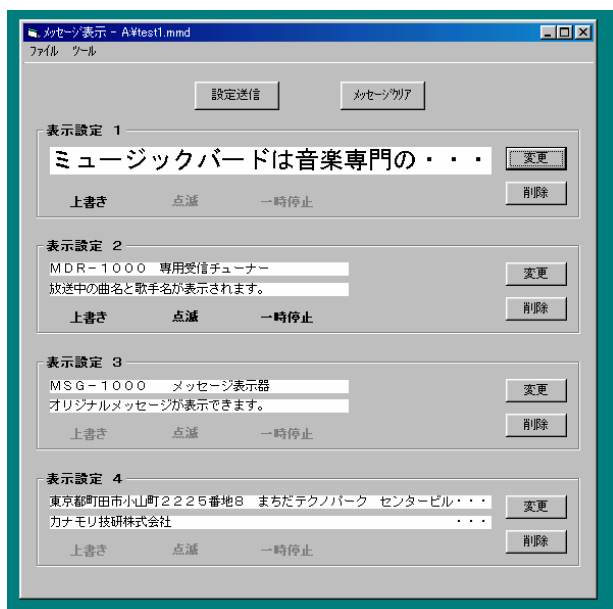 メッセージ表示 - A¥test1.mmd
ファイル ツール
設定送信 メッセージクリア
表示設定 1
ミュージックバードは音楽専門の・・・ 変更
上書き 点滅 一時停止 削除
表示設定 2
MDR-1000 専用受信チューナー 変更
放送中の曲名と歌手名が表示されます。
上書き 点滅 一時停止 削除
表示設定 3
MSG-1000 メッセージ表示器 変更
オリジナルメッセージが表示できます。
上書き 点滅 一時停止 削除
表示設定 4
東京都町田市小山町2225番地8 まちだテクノパーク センタービル・・・ 変更
カナモリ技研株式会社 ・・・
上書き 点滅 一時停止 削除